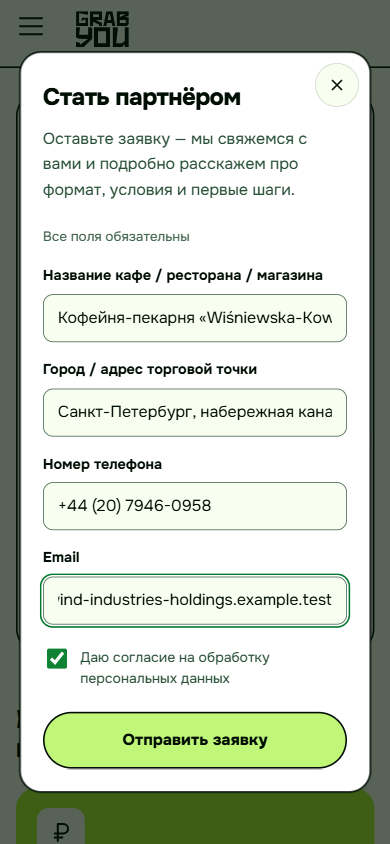 GRAB
YOU
Стать партнёром
Оставьте заявку — мы свяжемся с
вами и подробно расскажем про
формат, условия и первые шаги.
Все поля обязательны
Название кафе / ресторана / магазина
Кофейня-пекарня «Wiśniewska-Kow
Город / адрес торговой точки
Санкт-Петербург, набережная кана
Номер телефона
+44 (20) 7946-0958
Email
vind-industries-holdings.example.test
Даю согласие на обработку
персональных данных
Отправить заявку
₽